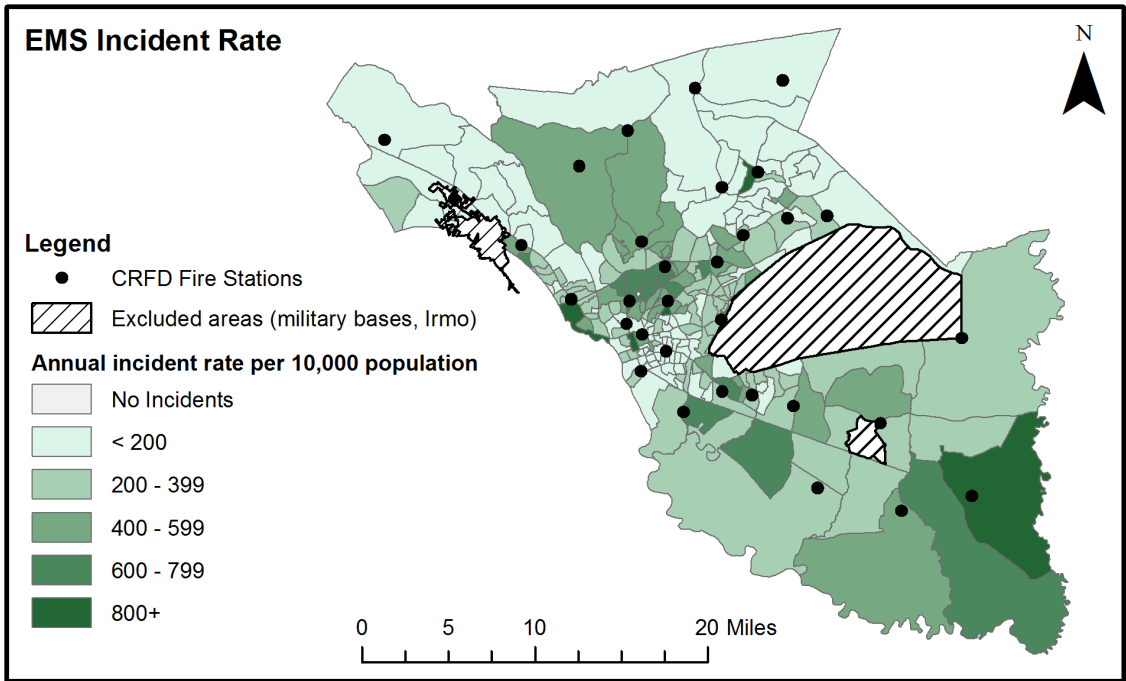 EMS Incident Rate
N
Legend
CRFD Fire Stations
Excluded areas (military bases, Irmo)
Annual incident rate per 10,000 population
No Incidents
< 200
200 - 399
400 - 599
600 - 799
800+
0 5 10 20 Miles